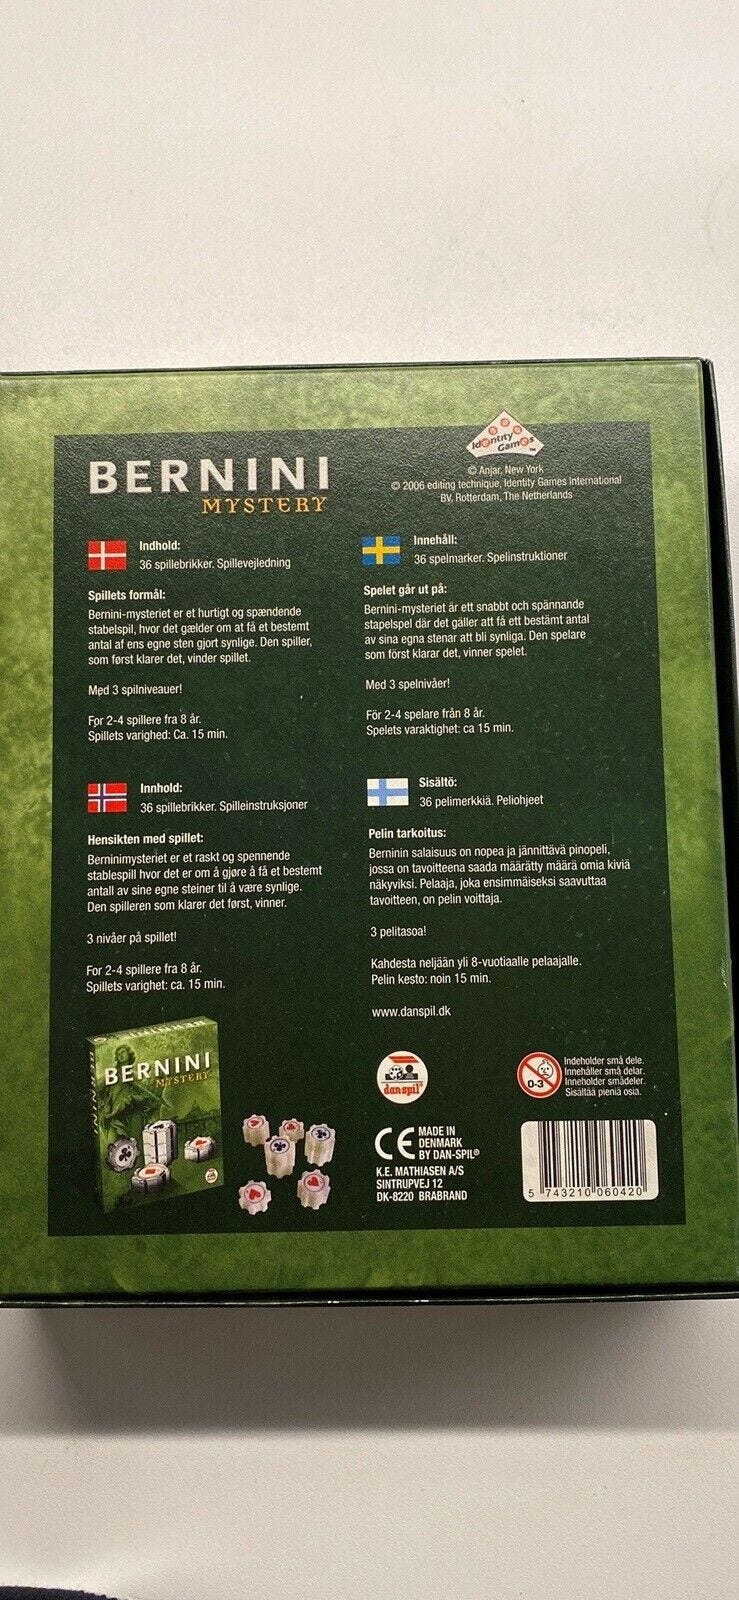 BERNINI
MYSTERY
Identity
Games
TM
© Anjar, New York
© 2006 editing technique, Identity Games International
BV, Rotterdam, The Netherlands
Indhold:
36 spillebrikker. Spillevejledning
Spillets formål:
Bernini-mysteriet er et hurtigt og spændende
stabelspil, hvor det gælder om at få et bestemt
antal af ens egne sten gjort synlige. Den spiller,
som først klarer det, vinder spillet.
Med 3 spilniveauer!
For 2-4 spillere fra 8 år.
Spillets varighed: Ca. 15 min.
Innehåll:
36 spelmarker. Spelinstruktioner
Spelet går ut på:
Bernini-mysteriet är ett snabbt och spännande
stapelspel där det gäller att få ett bestämt antal
av sina egna stenar att bli synliga. Den spelare
som först klarar det, vinner spelet.
Med 3 spelnivåer!
För 2-4 spelare från 8 år.
Spelets varaktighet: ca 15 min.
Innhold:
36 spillebrikker. Spilleinstruksjoner
Hensikten med spillet:
Berninimysteriet er et raskt og spennende
stablespill hvor det er om å gjøre å få et bestemt
antall av sine egne steiner til å være synlige.
Den spilleren som klarer det først, vinner.
3 nivåer på spillet!
For 2-4 spillere fra 8 år.
Spillets varighet: ca. 15 min.
Sisältö:
36 pelimerkkiä. Peliohjeet
Pelin tarkoitus:
Berninin salaisuus on nopea ja jännittävä pinopeli,
jossa on tavoitteena saada määrätty määrä omia kiviä
näkyviksi. Pelaaja, joka ensimmäiseksi saavuttaa
tavoitteen, on pelin voittaja.
3 pelitasoa!
Kahdesta neljään yli 8-vuotiaalle pelaajalle.
Pelin kesto: noin 15 min.
www.danspil.dk
BERNINI
BERNINI
BERNINI
MYSTERY
danspil
0-3
Indeholder små dele.
Innehåller små delar.
Inneholder smådeler.
Sisältää pieniä osia.
CE
MADE IN
DENMARK
BY DAN-SPIL®
K.E. MATHIASEN A/S
SINTRUPVEJ 12
DK-8220 BRABRAND
5 743210 060420